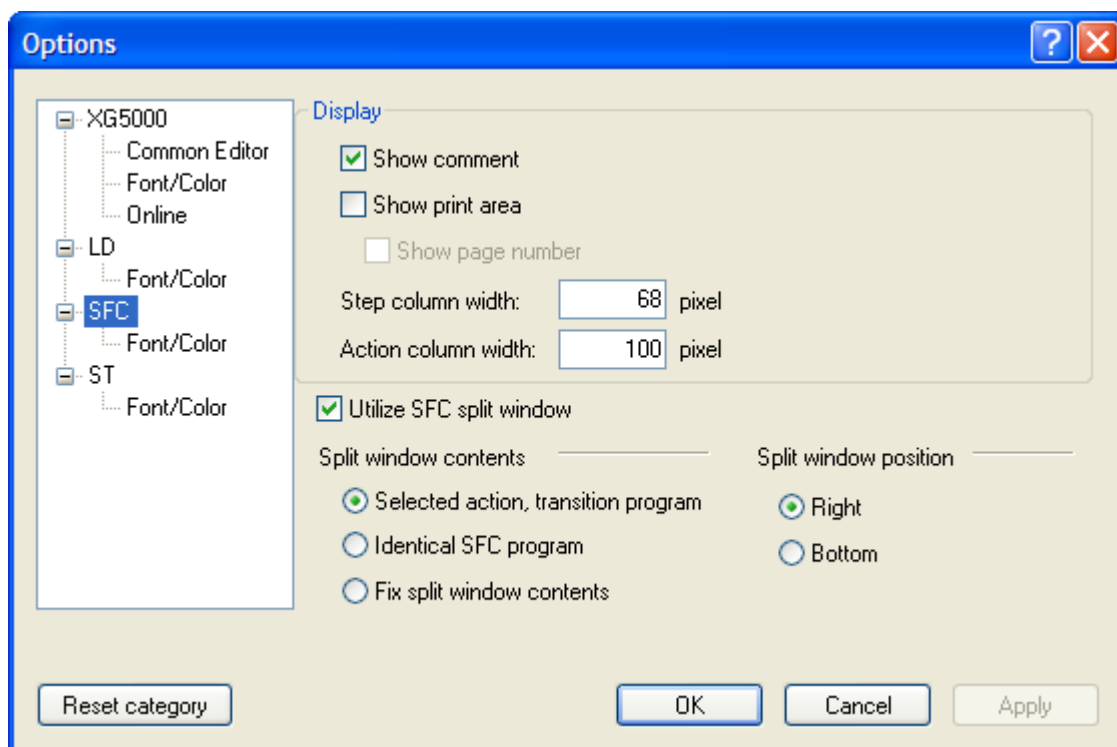 Options
XG5000
Common Editor
Font/Color
Online
LD
Font/Color
SFC
Font/Color
ST
Font/Color
Display
Show comment
Show print area
Show page number
Step column width: 68 pixel
Action column width: 100 pixel
Utilize SFC split window
Split window contents
Selected action, transition program
Identical SFC program
Fix split window contents
Split window position
Right
Bottom
Reset category
OK
Cancel
Apply